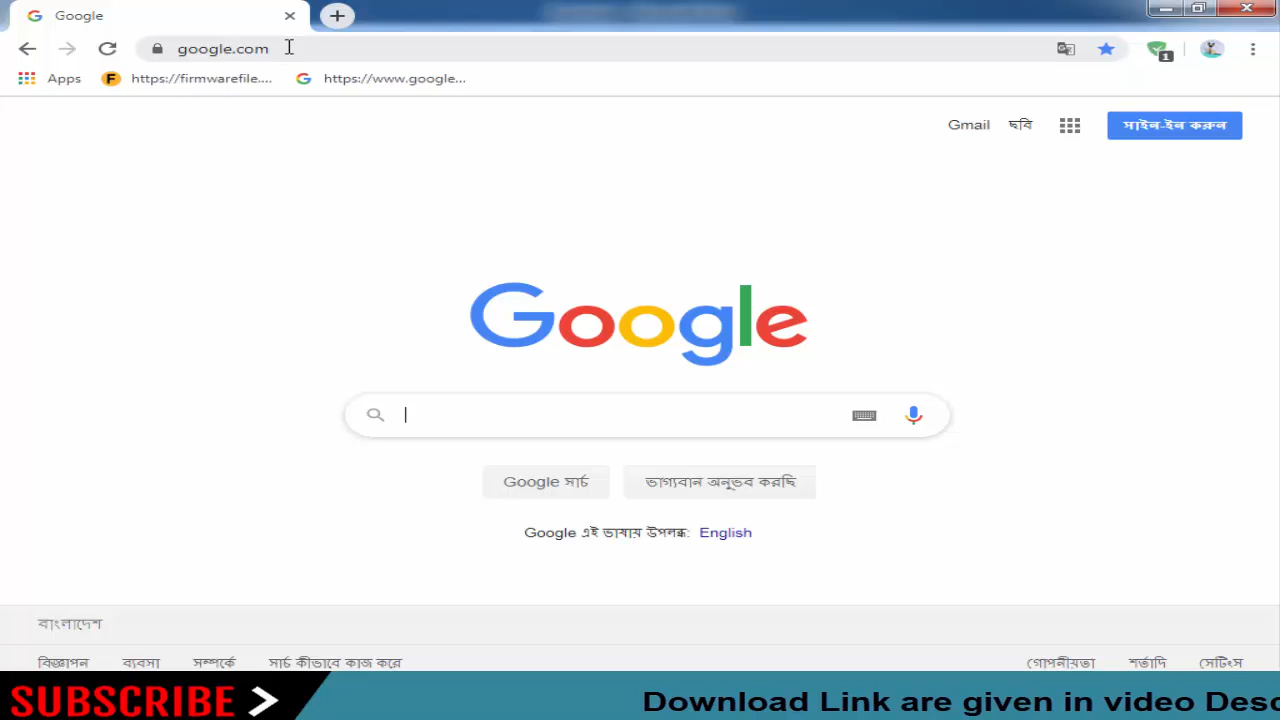 Google
google.com
1
Apps
https://firmwarefile....
https://www.google...
Gmail ছবি সাইন-ইন করুন
Google
Google সার্চ ভাগ্যবান অনুভব করছি
Google এই ভাষায় উপলব্ধ: English
বাংলাদেশ
বিজ্ঞাপন ব্যবসা সম্পর্কে সার্চ কীভাবে কাজ করে গোপনীয়তা শর্তাদি সেটিংস
SUBSCRIBE Download Link are given in video Desc